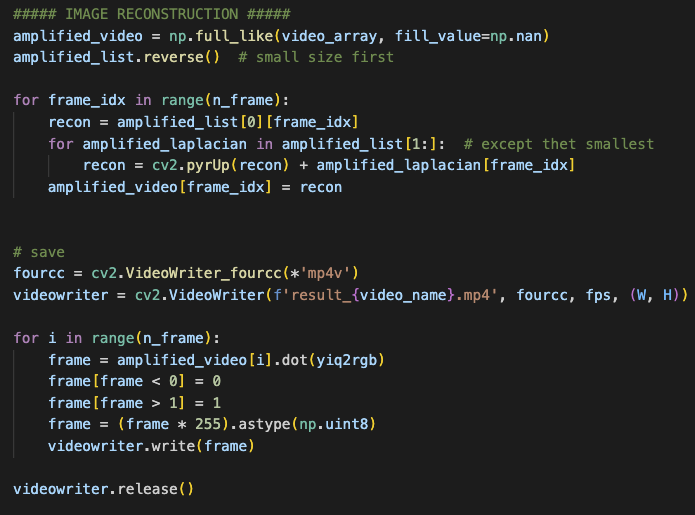 ##### IMAGE RECONSTRUCTION #####
amplified_video = np.full_like(video_array, fill_value=np.nan)
amplified_list.reverse()  # small size first

for frame_idx in range(n_frame):
    recon = amplified_list[0][frame_idx]
    for amplified_laplacian in amplified_list[1:]:  # except thet smallest
        recon = cv2.pyrUp(recon) + amplified_laplacian[frame_idx]
    amplified_video[frame_idx] = recon


# save
fourcc = cv2.VideoWriter_fourcc(*'mp4v')
videowriter = cv2.VideoWriter(f'result_{video_name}.mp4', fourcc, fps, (W, H))

for i in range(n_frame):
    frame = amplified_video[i].dot(yiq2rgb)
    frame[frame < 0] = 0
    frame[frame > 1] = 1
    frame = (frame * 255).astype(np.uint8)
    videowriter.write(frame)

videowriter.release()